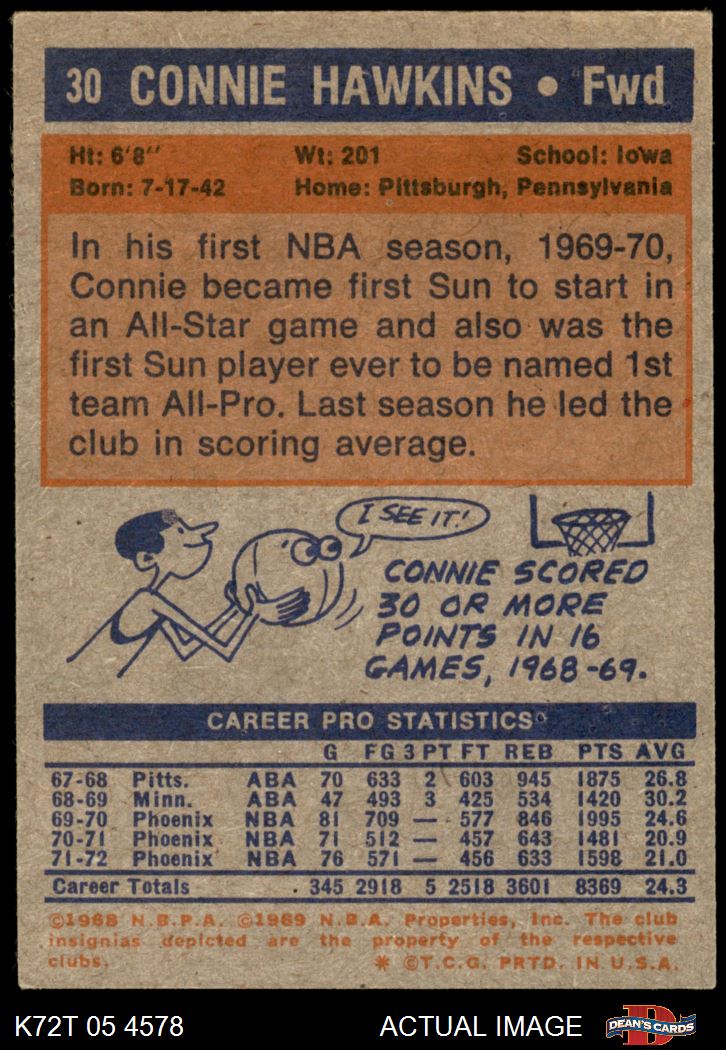 30 CONNIE HAWKINS • Fwd
Ht: 6'8" Wt: 201 School: Iowa
Born: 7-17-42 Home: Pittsburgh, Pennsylvania
In his first NBA season, 1969-70,
Connie became first Sun to start in
an All-Star game and also was the
first Sun player ever to be named 1st
team All-Pro. Last season he led the
club in scoring average.
I SEE IT!
CONNIE SCORED
30 OR MORE
POINTS IN 16
GAMES, 1968-69.
CAREER PRO STATISTICS
G FG 3 PT FT REB PTS AVG
67-68 Pitts. ABA 70 633 2 603 945 1875 26.8
68-69 Minn. ABA 47 493 3 425 534 1420 30.2
69-70 Phoenix NBA 81 709 — 577 846 1995 24.6
70-71 Phoenix NBA 71 512 — 457 643 1481 20.9
71-72 Phoenix NBA 76 571 — 456 633 1598 21.0
Career Totals 345 2918 5 2518 3601 8369 24.3
©1968 N.B.P.A. ©1969 N.B.A. Properties, Inc. The club
insignias depicted are the property of the respective
clubs. * ©T.C.G. PRTD. IN U.S.A.
K72T 05 4578 ACTUAL IMAGE D DEAN'S CARDS